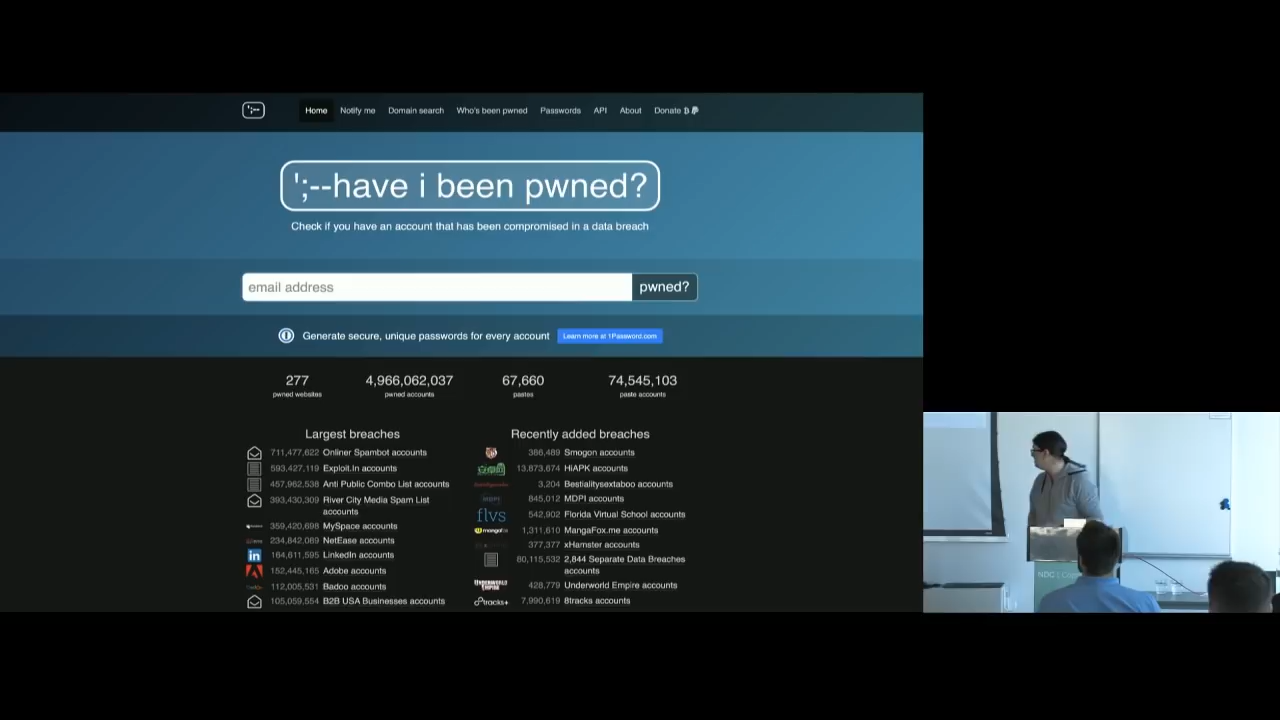 ';--
Home Notify me Domain search Who's been pwned Passwords API About Donate
';--have i been pwned?
Check if you have an account that has been compromised in a data breach
email address pwned?
Generate secure, unique passwords for every account Learn more at 1Password.com
277 4,966,062,037 67,660 74,545,103
pwned websites pwned accounts pastes paste accounts
Largest breaches
711,477,622 Onliner Spambot accounts
593,427,119 Exploit.In accounts
457,962,538 Anti Public Combo List accounts
393,430,309 River City Media Spam List
accounts
359,420,698 MySpace accounts
234,842,089 NetEase accounts
in 164,611,595 LinkedIn accounts
152,445,165 Adobe accounts
112,005,531 Badoo accounts
105,059,554 B2B USA Businesses accounts
Recently added breaches
386,489 Smogon accounts
13,873,674 HiAPK accounts
3,204 Bestialitysextaboo accounts
MDPI 845,012 MDPI accounts
flvs 542,902 Florida Virtual School accounts
mangafox 1,311,610 MangaFox.me accounts
377,377 xHamster accounts
80,115,532 2,844 Separate Data Breaches
accounts
UNDERWORLD EMPIRE 428,779 Underworld Empire accounts
8tracks 7,990,619 8tracks accounts
NDC